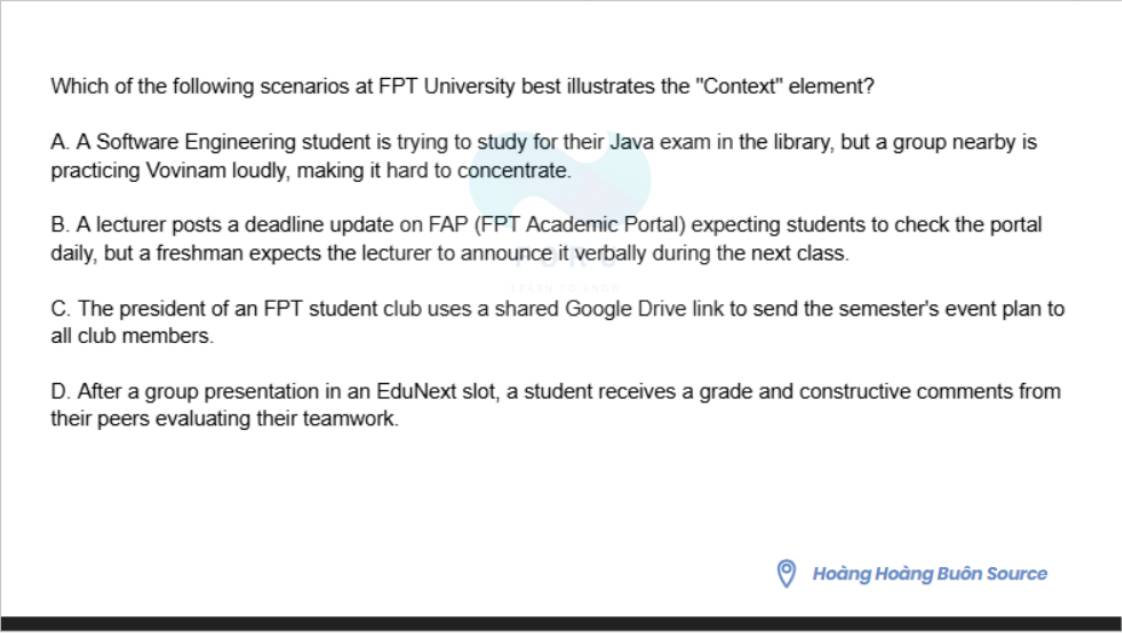 Which of the following scenarios at FPT University best illustrates the "Context" element?
A. A Software Engineering student is trying to study for their Java exam in the library, but a group nearby is
practicing Vovinam loudly, making it hard to concentrate.
B. A lecturer posts a deadline update on FAP (FPT Academic Portal) expecting students to check the portal
daily, but a freshman expects the lecturer to announce it verbally during the next class.
C. The president of an FPT student club uses a shared Google Drive link to send the semester's event plan to
all club members.
D. After a group presentation in an EduNext slot, a student receives a grade and constructive comments from
their peers evaluating their teamwork.
LEARN TO KNOW
Hoàng Hoàng Buôn Source